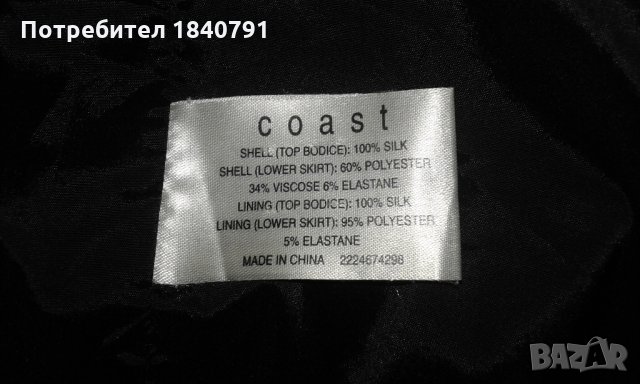 Потребител 1840791
coast
SHELL (TOP BODICE): 100% SILK
SHELL (LOWER SKIRT): 60% POLYESTER
34% VISCOSE 6% ELASTANE
LINING (TOP BODICE): 100% SILK
LINING (LOWER SKIRT): 95% POLYESTER
5% ELASTANE
MADE IN CHINA 2224674298
BAZAR